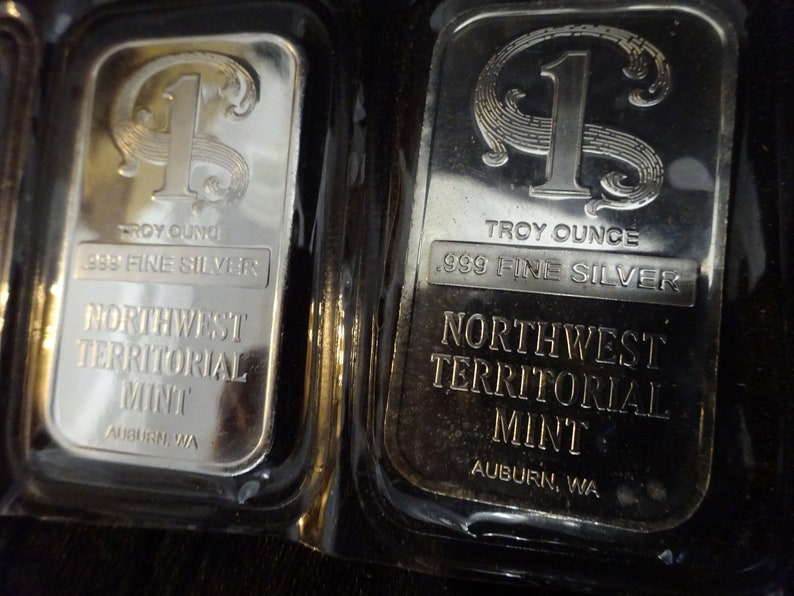 1
TROY OUNC
.999 FINE SILVER
NORTHWEST
TERRITORIAL
MINT
AUBURN, WA
1
TROY OUNCE
.999 FINE SILVER
NORTHWEST
TERRITORIAL
MINT
AUBURN, WA